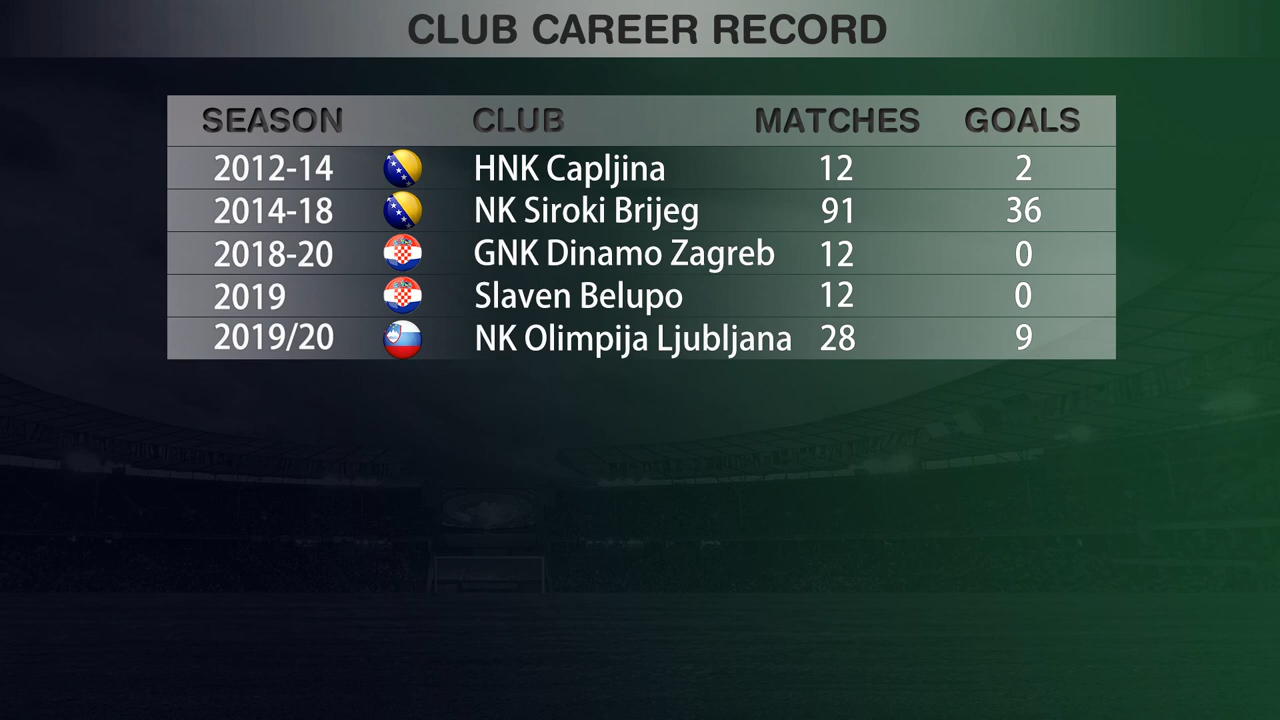 CLUB CAREER RECORD
SEASON CLUB MATCHES GOALS
2012-14 HNK Capljina 12 2
2014-18 NK Siroki Brijeg 91 36
2018-20 GNK Dinamo Zagreb 12 0
2019 Slaven Belupo 12 0
2019/20 NK Olimpija Ljubljana 28 9